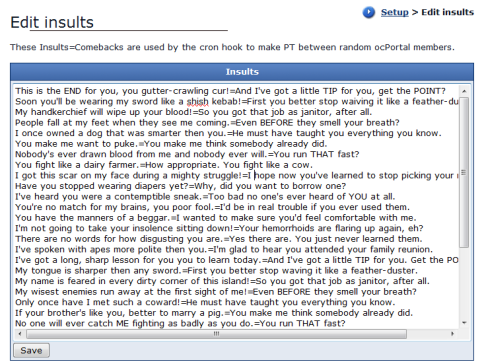 Edit insults
Setup > Edit insults
These Insults=Comebacks are used by the cron hook to make PT between random ocPortal members.
Insults
This is the END for you, you gutter-crawling cur!=And I've got a little TIP for you, get the POINT?
Soon you'll be wearing my sword like a shish kebab!=First you better stop waiving it like a feather-du
My handkerchief will wipe up your blood!=So you got that job as janitor, after all.
People fall at my feet when they see me coming.=Even BEFORE they smell your breath?
I once owned a dog that was smarter then you.=He must have taught you everything you know.
You make me want to puke.=You make me think somebody already did.
Nobody's ever drawn blood from me and nobody ever will.=You run THAT fast?
You fight like a dairy farmer.=How appropriate. You fight like a cow.
I got this scar on my face during a mighty struggle!=I hope now you've learned to stop picking your
Have you stopped wearing diapers yet?=Why, did you want to borrow one?
I've heard you were a contemptible sneak.=Too bad no one's ever heard of YOU at all.
You're no match for my brains, you poor fool.=I'd be in real trouble if you ever used them.
You have the manners of a beggar.=I wanted to make sure you'd feel comfortable with me.
I'm not going to take your insolence sitting down!=Your hemorrhoids are flaring up again, eh?
There are no words for how disgusting you are.=Yes there are. You just never learned them.
I've spoken with apes more polite then you.=I'm glad to hear you attended your family reunion.
I've got a long, sharp lesson for you to learn today.=And I've got a little TIP for you. Get the PO
My tongue is sharper then any sword.=First you better stop waving it like a feather-duster.
My name is feared in every dirty corner of this island!=So you got that job as janitor, after all.
My wisest enemies run away at the first sight of me!=Even BEFORE they smell your breath?
Only once have I met such a coward!=He must have taught you everything you know.
If your brother's like you, better to marry a pig.=You make me think somebody already did.
No one will ever catch ME fighting as badly as you do.=You run THAT fast?
Save